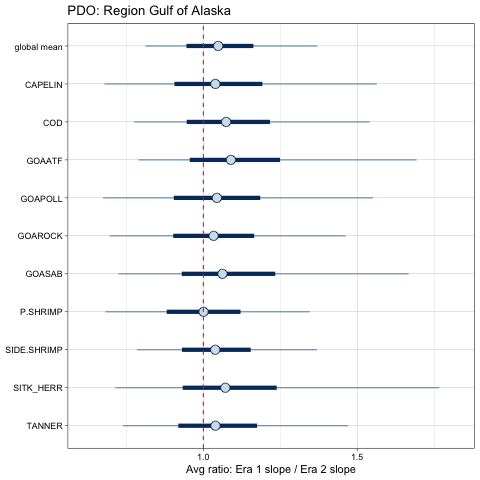 PDO: Region Gulf of Alaska
global mean
CAPELIN
COD
GOAATF
GOAPOLL
GOAROCK
GOASAB
P.SHRIMP
SIDE.SHRIMP
SITK_HERR
TANNER
1.0 1.5
Avg ratio: Era 1 slope / Era 2 slope